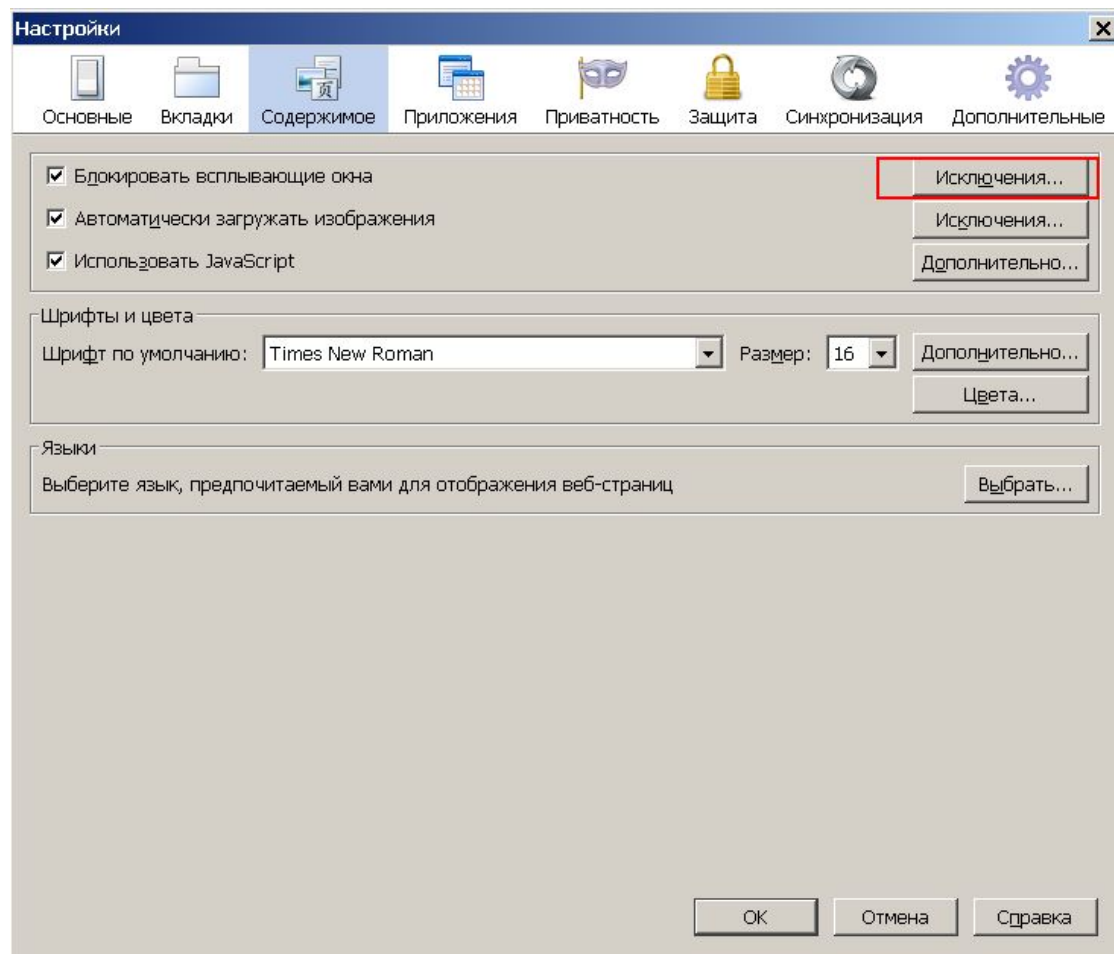 Настройки
Основные Вкладки Содержимое Приложения Приватность Защита Синхронизация Дополнительные
Блокировать всплывающие окна Исключения...
Автоматически загружать изображения Исключения...
Использовать JavaScript Дополнительно...
Шрифты и цвета
Шрифт по умолчанию: Times New Roman Размер: 16 Дополнительно...
Цвета...
Языки
Выберите язык, предпочитаемый вами для отображения веб-страниц Выбрать...
OK Отмена Справка